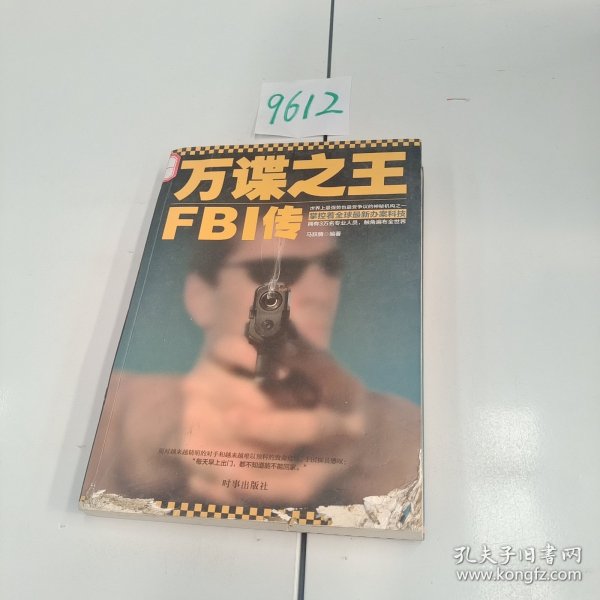 9612
万谍之王
FBI传
世界上最强势也最受争议的神秘机构之一
掌控着全球最新办案科技
拥有3万名专业人员,触角遍布全世界
编著
"每天早上出门,都不知道能不能回家。"
时事出版社
孔夫子旧书网
www.kongfz.com